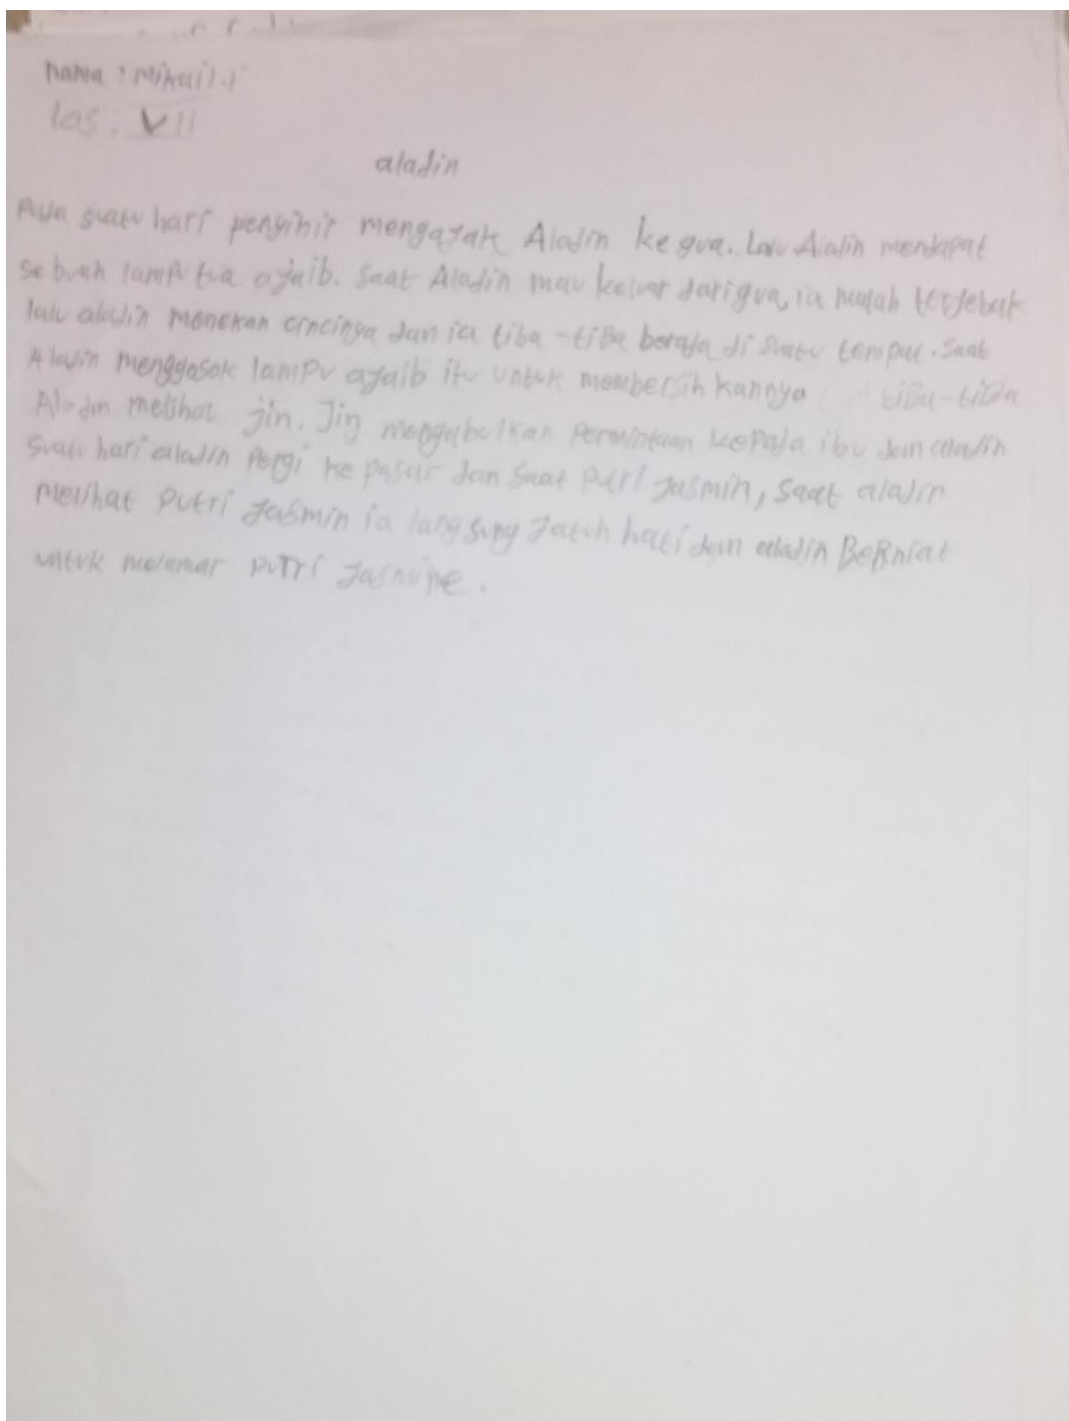 nama : Mikail.i
las : VII
aladin
Pada suatu hari penyihir mengajak Aladin ke gua. Lalu Aladin mendapat
sebuah lampu tua ajaib. saat Aladin mau keluar dari gua, ia malah terjebak
lalu aladin menekan cincinya dan ia tiba-tiba berada di suatu tempat. saat
Aladin menggosok lampu ajaib itu untuk membersihkannya tiba-tiba
Aladin melihat jin. Jin mengabulkan permintaan kepada ibu dan aladin
suatu hari aladin Pergi ke pasar dan saat putri jasmin, saat aladin
melihat putri jasmin ia langsung jatuh hati dan aladin BeRniat
untuk melamar puTri jasmine.